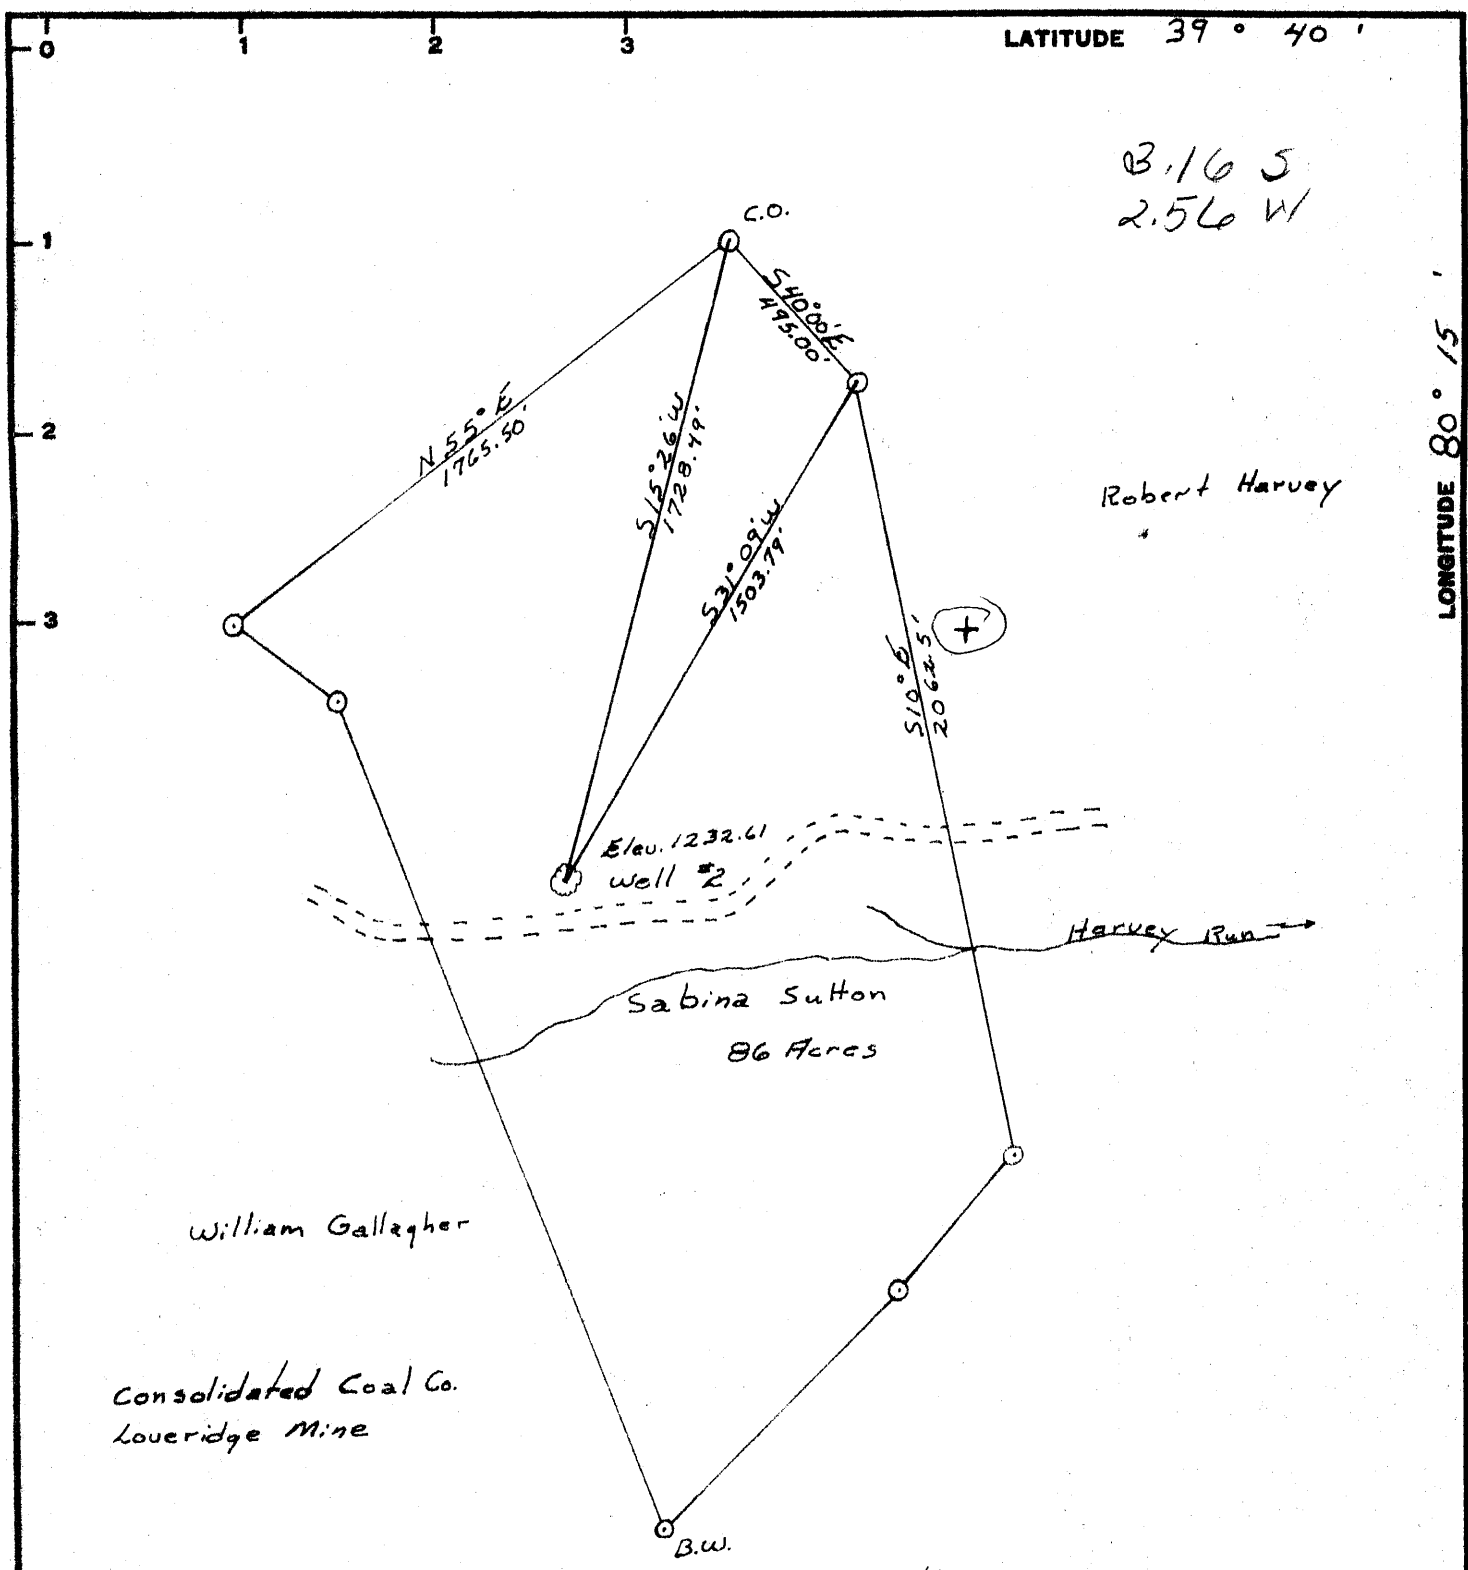 0 1 2 3 LATITUDE 39° 40'
3.16 S
2.56 W
C.O.
1
S40°00'E
495.00'
LONGITUDE 80° 15'
N 55° E
1765.50'
2
S15°26'W
1728.49'
Robert Harvey
S31°09'W
1503.79'
3
+
S10°E
2062.5'
Elev. 1232.61
Well #2
Harvey Run
Sabina Sutton
86 Acres
William Gallagher
Consolidated Coal Co.
Loveridge Mine
B.W.